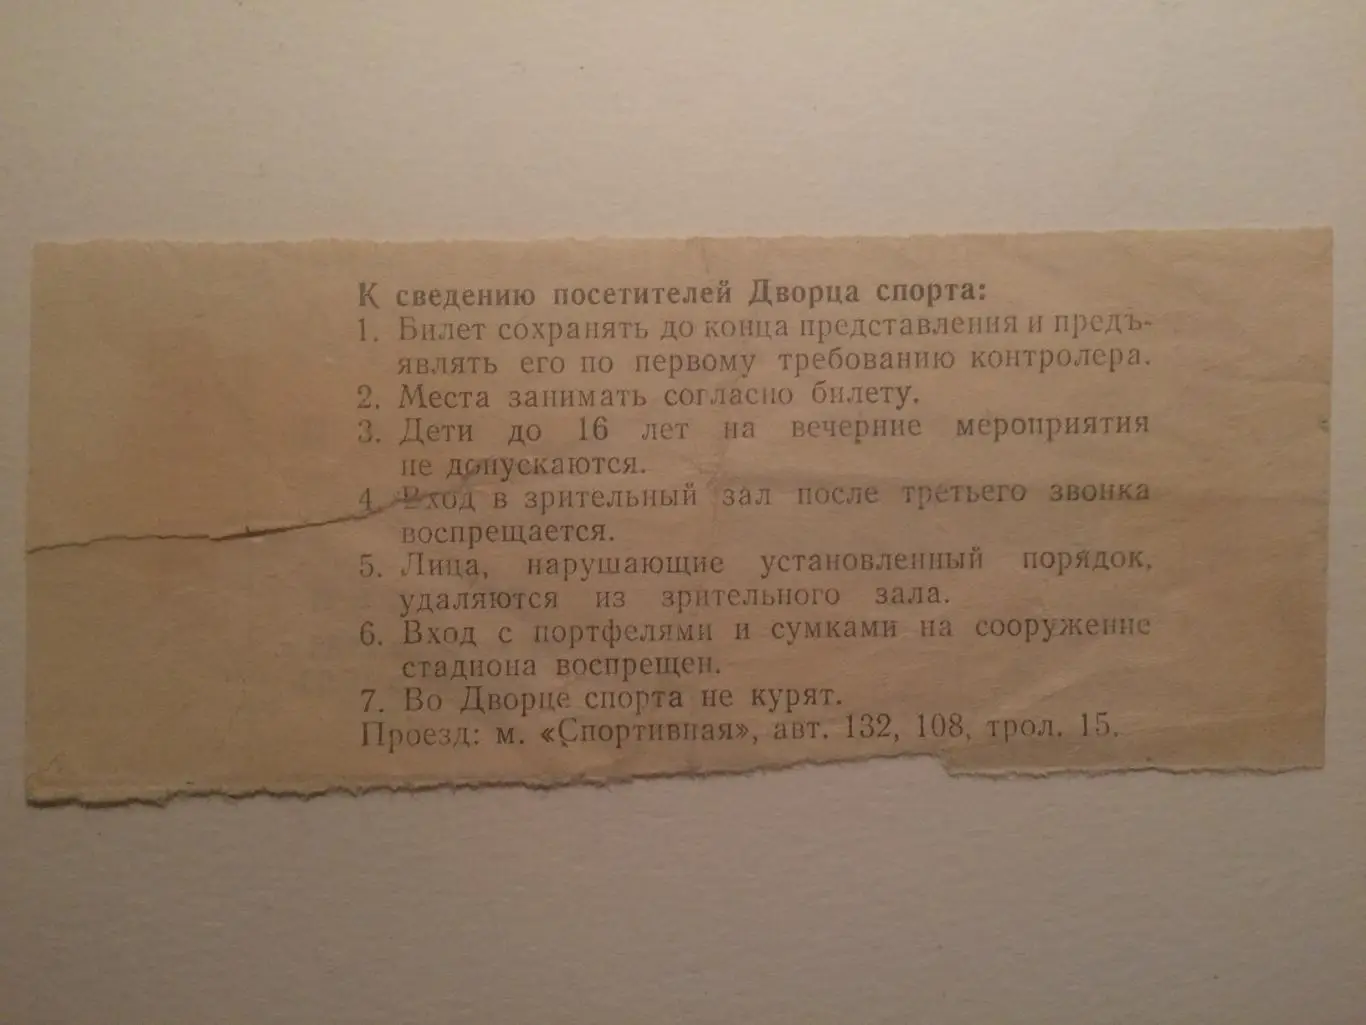 К сведению посетителей Дворца спорта:
1. Билет сохранять до конца представления и предъ-
являть его по первому требованию контролера.
2. Места занимать согласно билету.
3. Дети до 16 лет на вечерние мероприятия
не допускаются.
4. Вход в зрительный зал после третьего звонка
воспрещается.
5. Лица, нарушающие установленный порядок,
удаляются из зрительного зала.
6. Вход с портфелями и сумками на сооружение
стадиона воспрещен.
7. Во Дворце спорта не курят.
Проезд: м. «Спортивная», авт. 132, 108, трол. 15.